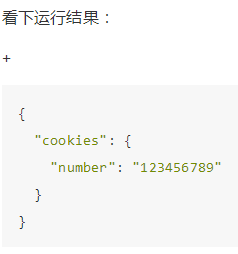 看下运行结果：
+
{
  "cookies": {
    "number": "123456789"
  }
}